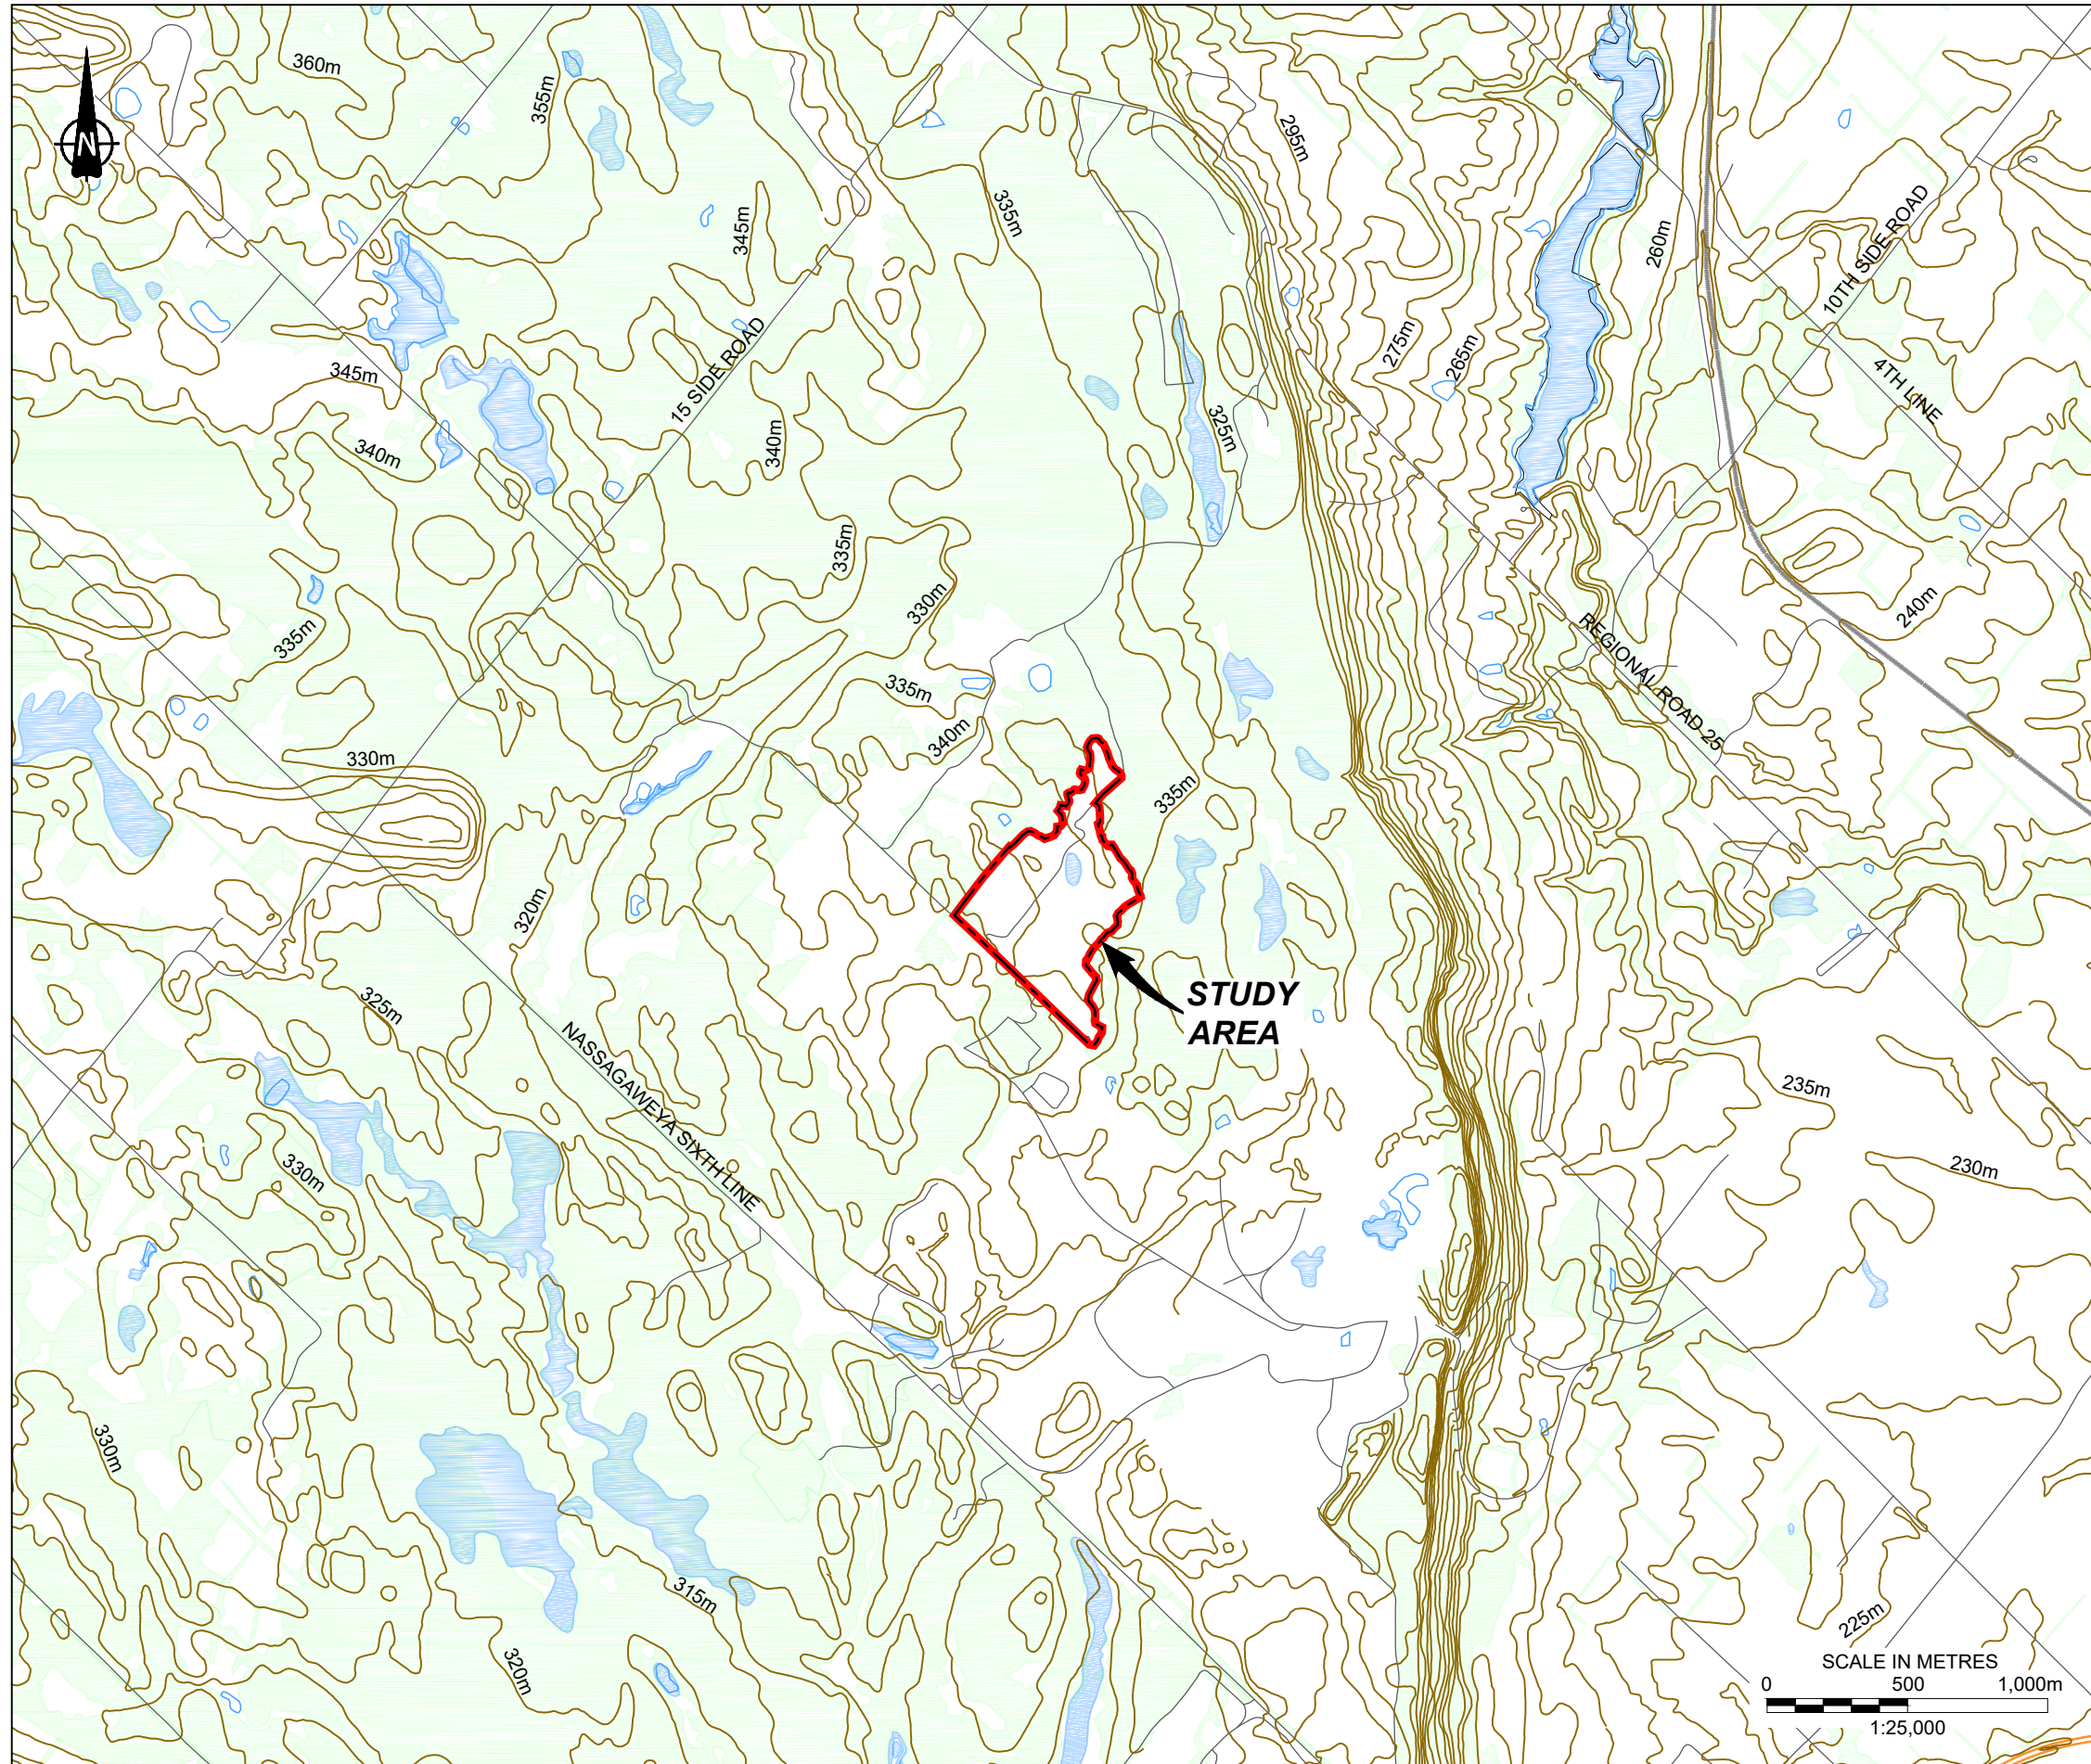 360m
355m
N
295m
335m
345m
260m
10TH SIDE ROAD
345m
15 SIDE ROAD
275m
265m
4TH LINE
340m
340m
325m
335m
330m
240m
335m
REGIONAL ROAD 25
335m
340m
330m
335m
320m
STUDY
AREA
325m
NASSAGAWEYA SIXTH LINE
235m
330m
230m
330m
315m
320m
225m
SCALE IN METRES
0 500 1,000m
1:25,000